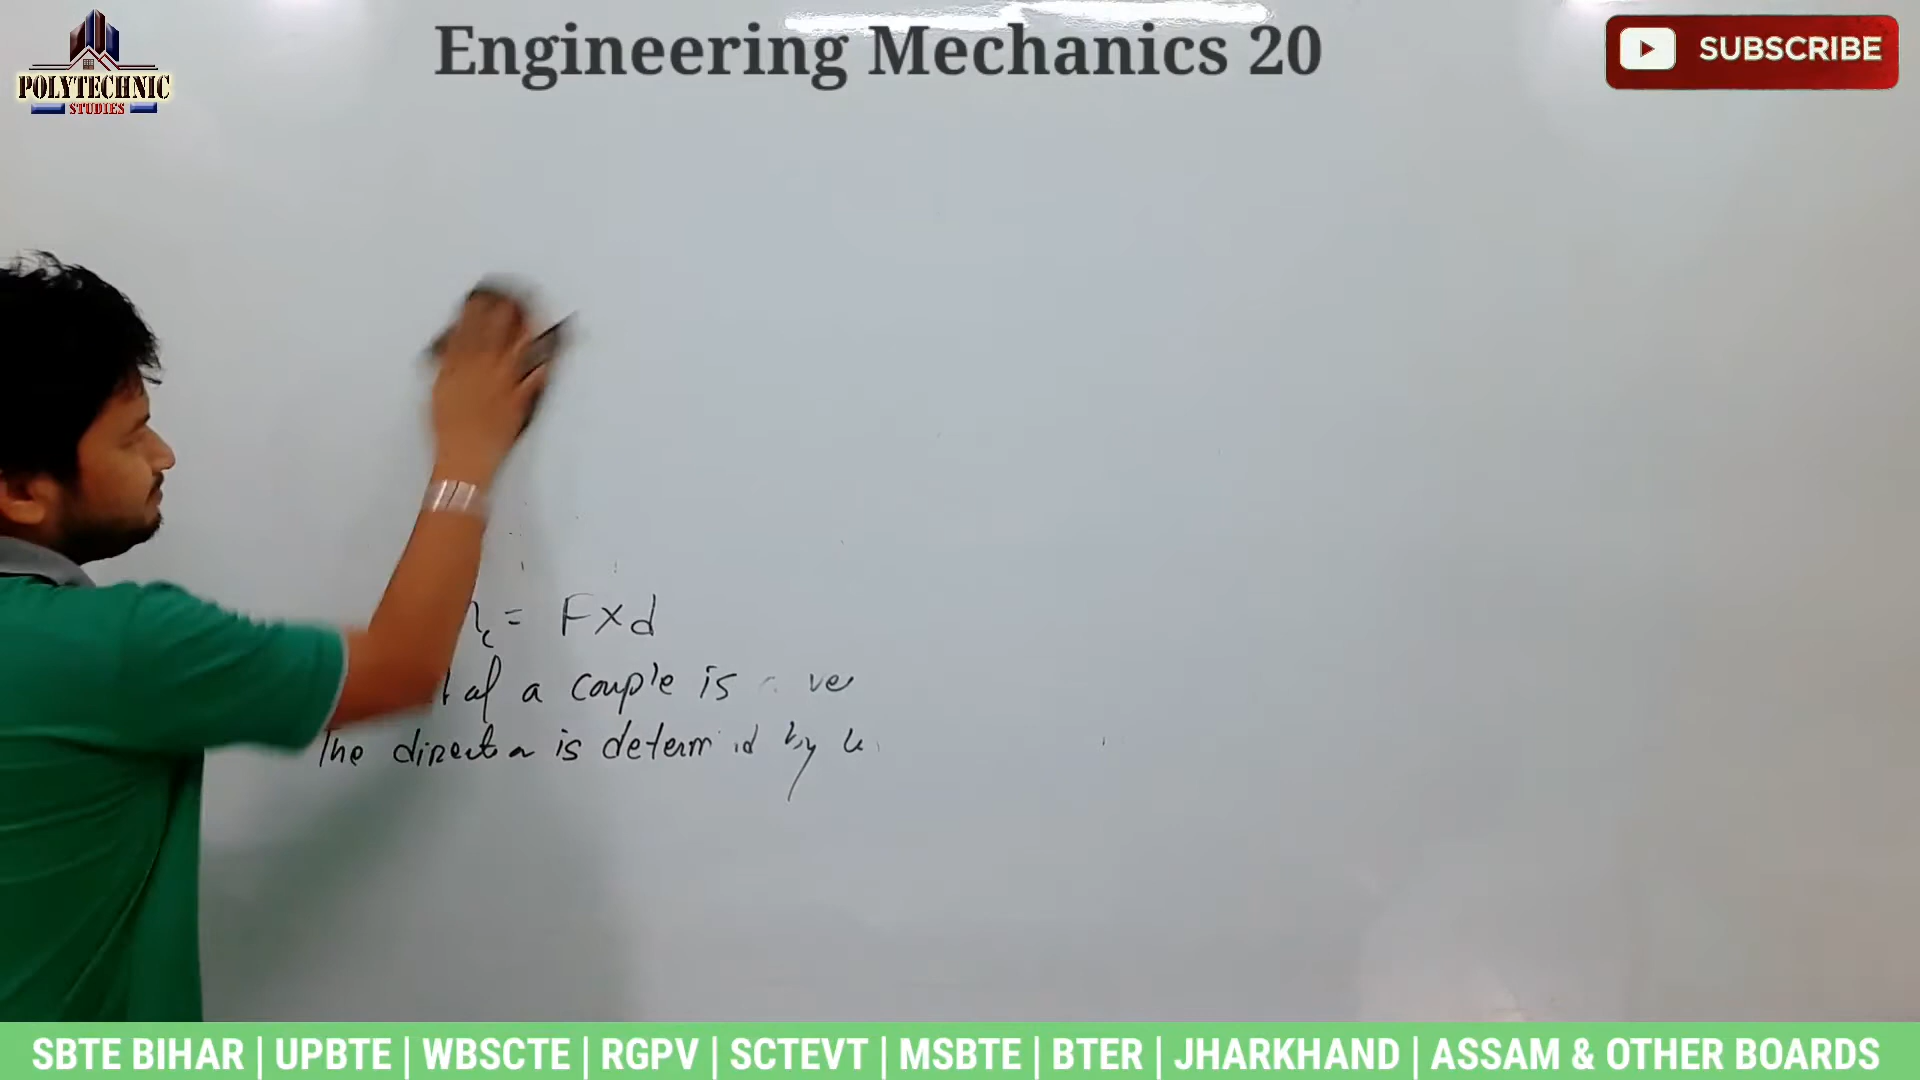 Engineering Mechanics 20
POLYTECHNIC
STUDIES
SUBSCRIBE
= F×d
of a couple is
The direction is by
SBTE BIHAR | UPBTE | WBSCTE | RGPV | SCTEVT | MSBTE | BTER | JHARKHAND | ASSAM & OTHER BOARDS